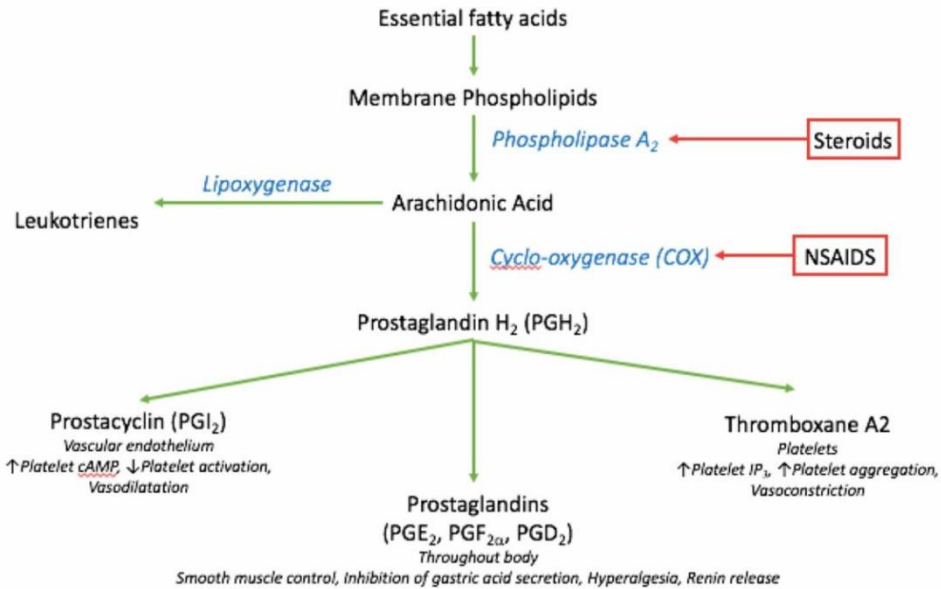 Essential fatty acids
Membrane Phospholipids
Phospholipase A₂
Steroids
Lipoxygenase
Leukotrienes
Arachidonic Acid
Cyclo-oxygenase (COX)
NSAIDS
Prostaglandin H₂ (PGH₂)
Prostacyclin (PGI₂)
Vascular endothelium
↑Platelet cAMP, ↓Platelet activation,
Vasodilatation
Thromboxane A2
Platelets
↑Platelet IP₃, ↑Platelet aggregation,
Vasoconstriction
Prostaglandins
(PGE₂, PGF₂α, PGD₂)
Throughout body
Smooth muscle control, Inhibition of gastric acid secretion, Hyperalgesia, Renin release